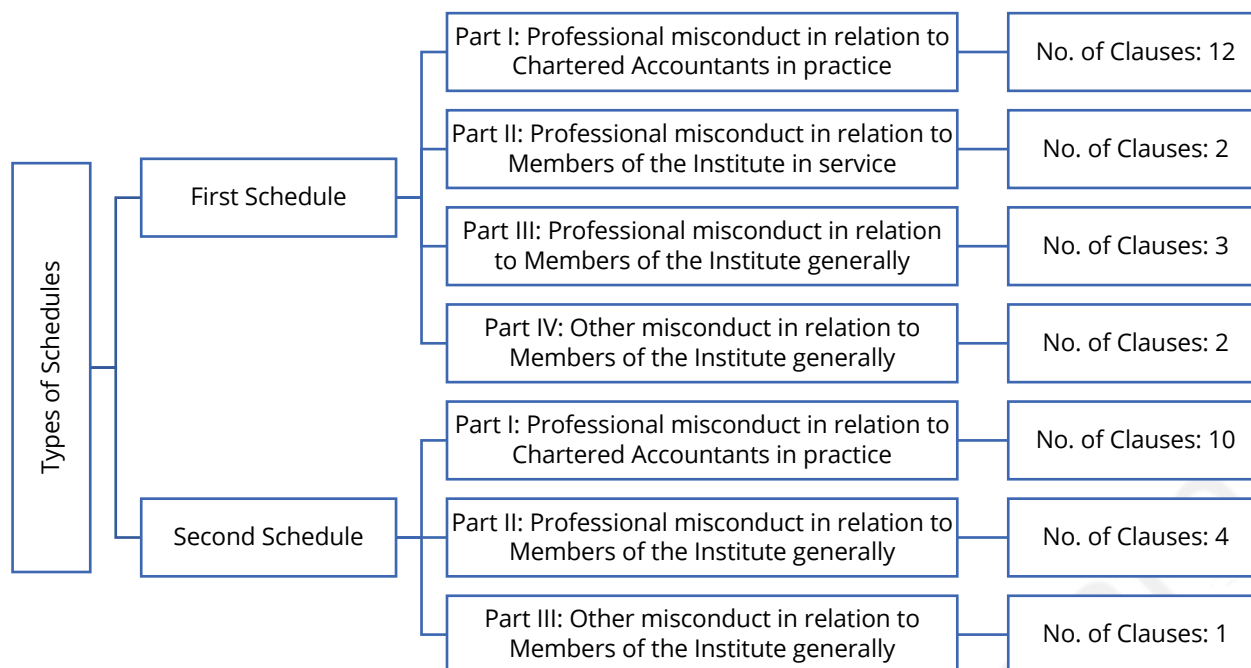 Types of Schedules
First Schedule
Part I: Professional misconduct in relation to
Chartered Accountants in practice
No. of Clauses: 12
Part II: Professional misconduct in relation to
Members of the Institute in service
No. of Clauses: 2
Part III: Professional misconduct in relation
to Members of the Institute generally
No. of Clauses: 3
Part IV: Other misconduct in relation to
Members of the Institute generally
No. of Clauses: 2
Second Schedule
Part I: Professional misconduct in relation to
Chartered Accountants in practice
No. of Clauses: 10
Part II: Professional misconduct in relation to
Members of the Institute generally
No. of Clauses: 4
Part III: Other misconduct in relation to
Members of the Institute generally
No. of Clauses: 1